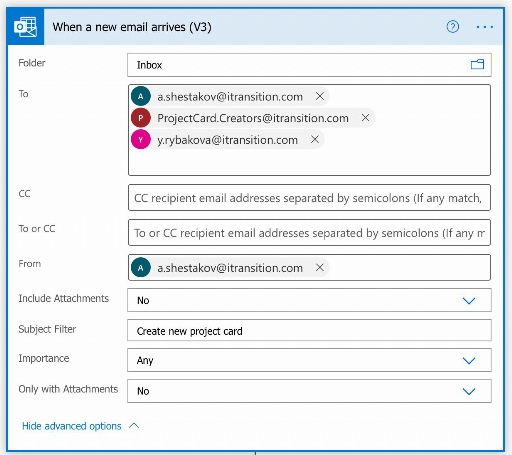 When a new email arrives (V3)
Folder
Inbox
To
A a.shestakov@itransition.com
P ProjectCard.Creators@itransition.com
Y y.rybakova@itransition.com
CC
CC recipient email addresses separated by semicolons (If any match,
To or CC
To or CC recipient email addresses separated by semicolons (If any m
From
A a.shestakov@itransition.com
Include Attachments
No
Subject Filter
Create new project card
Importance
Any
Only with Attachments
No
Hide advanced options